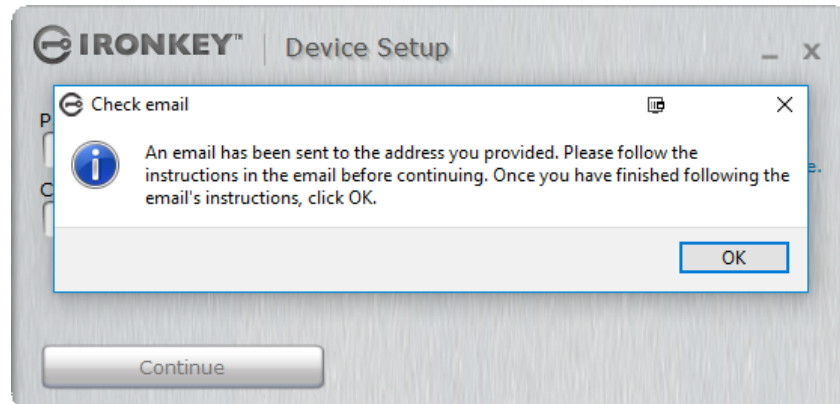 IRONKEY™ | Device Setup
Check email
P
An email has been sent to the address you provided. Please follow the
instructions in the email before continuing. Once you have finished following the
email's instructions, click OK.
e.
C
OK
Continue